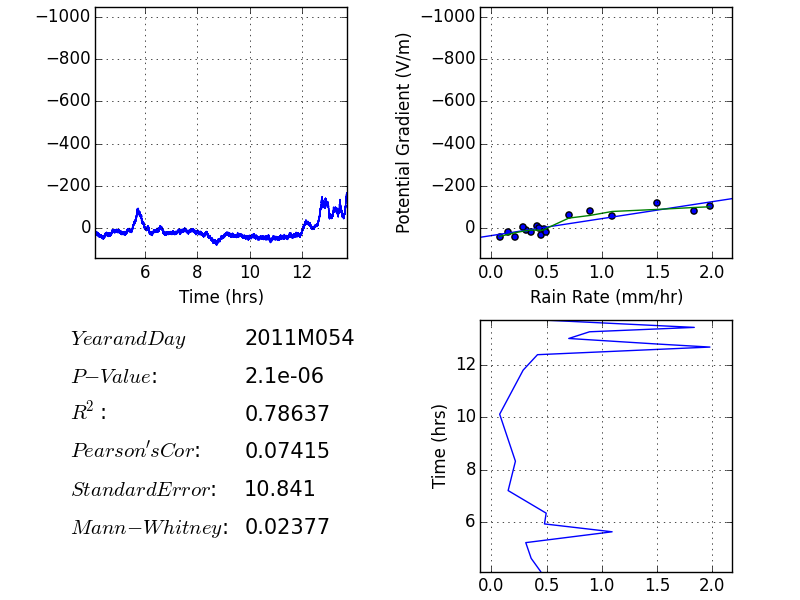 −1000
−800
−600
−400
−200
0
6 8 10 12
Time (hrs)
Potential Gradient (V/m)
−1000
−800
−600
−400
−200
0
0.0 0.5 1.0 1.5 2.0
Rain Rate (mm/hr)
YearandDay 2011M054
P−Value: 2.1e-06
R²: 0.78637
Pearson'sCor: 0.07415
StandardError: 10.841
Mann−Whitney: 0.02377
Time (hrs)
12
10
8
6
0.0 0.5 1.0 1.5 2.0